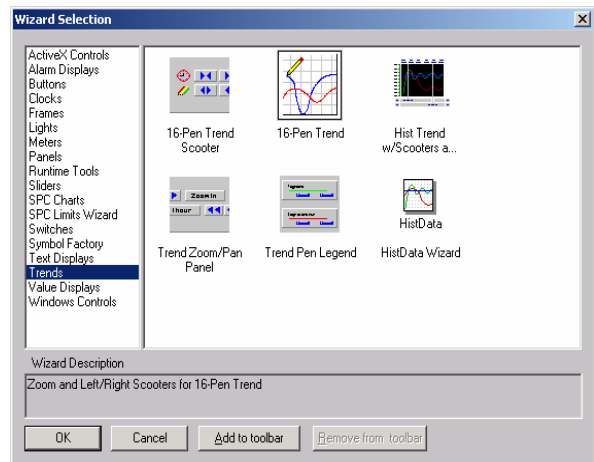 Wizard Selection
ActiveX Controls
Alarm Displays
Buttons
Clocks
Frames
Lights
Meters
Panels
Runtime Tools
Sliders
SPC Charts
SPC Limits Wizard
Switches
Symbol Factory
Text Displays
Trends
Value Displays
Windows Controls
16-Pen Trend
Scooter
16-Pen Trend
Hist Trend
w/Scooters a...
Zoom In
1hour
Trend Zoom/Pan
Panel
Trend Pen Legend
HistData
HistData Wizard
Wizard Description
Zoom and Left/Right Scooters for 16-Pen Trend
OK
Cancel
Add to toolbar
Remove from toolbar